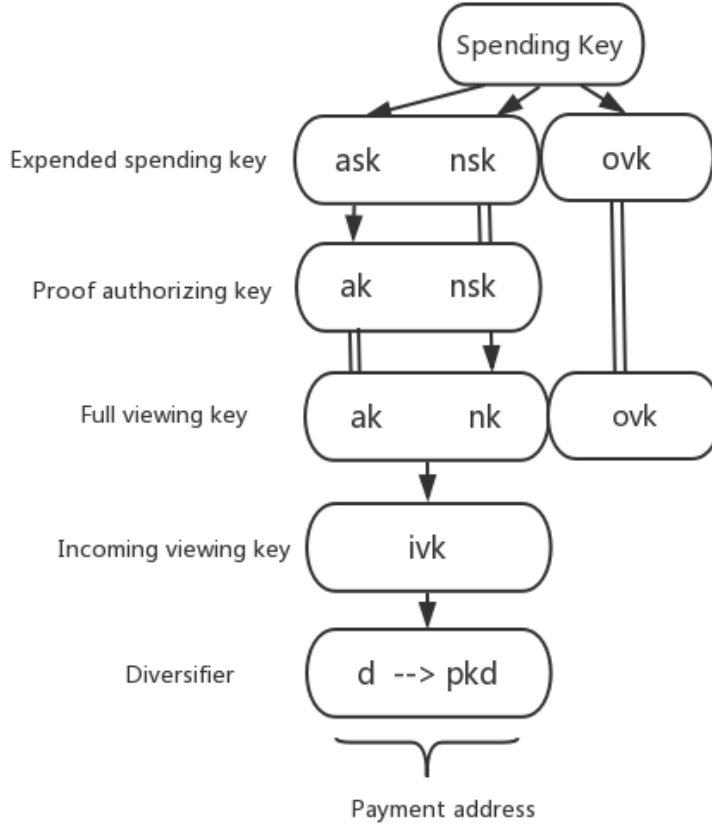 Spending Key
Expended spending key ask nsk ovk
Proof authorizing key ak nsk
Full viewing key ak nk ovk
Incoming viewing key ivk
Diversifier d --> pkd
Payment address